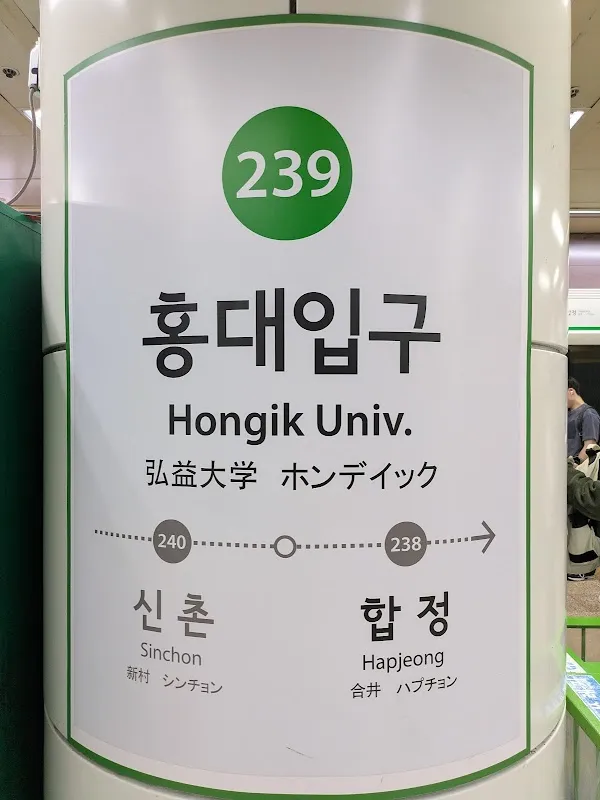 239
홍대입구
Hongik Univ.
弘益大学 ホンデイック
240 238
신촌 합정
Sinchon Hapjeong
新村 シンチョン 合井 ハプチョン